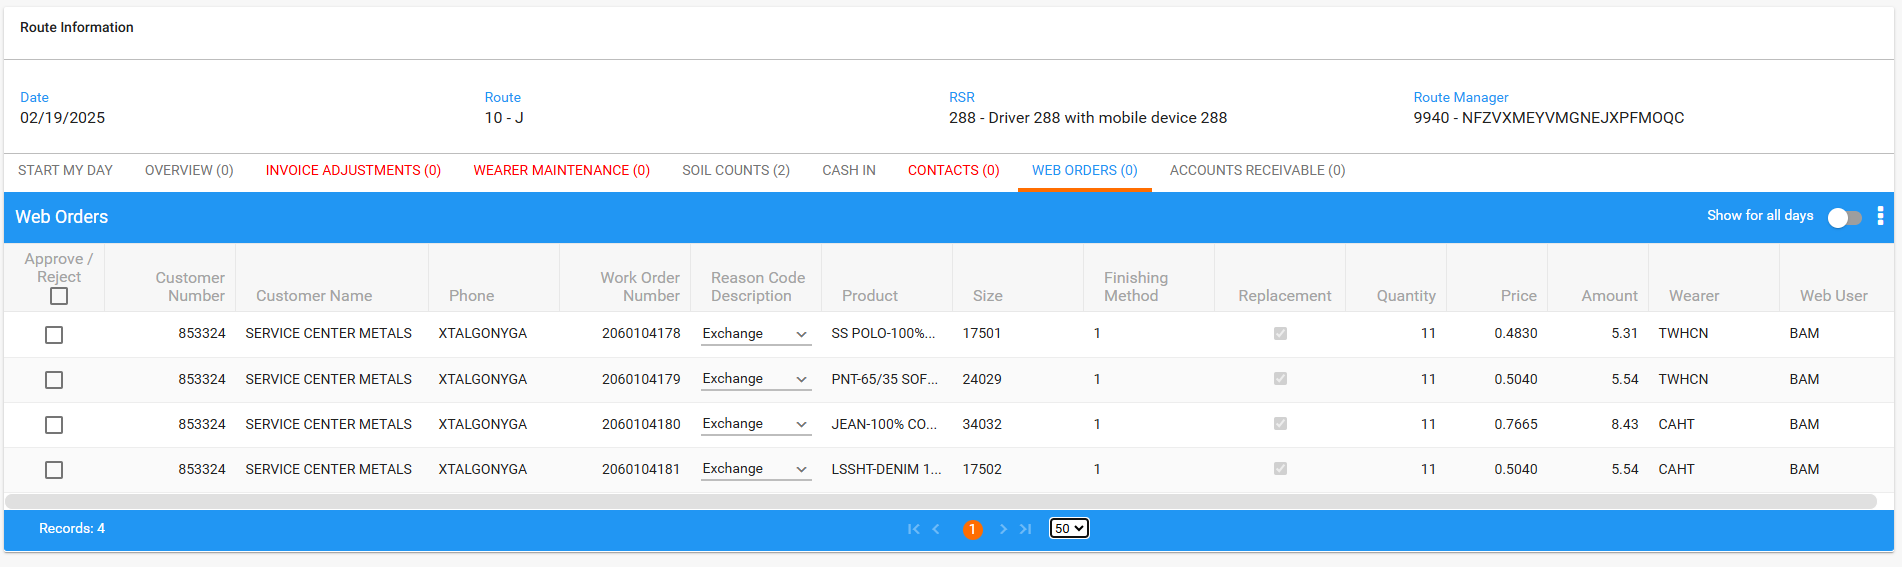 Route Information
Date Route RSR Route Manager
02/19/2025 10 - J 288 - Driver 288 with mobile device 288 9940 - NFZVXMEYVMGNEJXPFMOQC
START MY DAY OVERVIEW (0) INVOICE ADJUSTMENTS (0) WEARER MAINTENANCE (0) SOIL COUNTS (2) CASH IN CONTACTS (0) WEB ORDERS (0) ACCOUNTS RECEIVABLE (0)
Web Orders Show for all days
Approve / Reject Customer Number Customer Name Phone Work Order Number Reason Code Description Product Size Finishing Method Replacement Quantity Price Amount Wearer Web User
853324 SERVICE CENTER METALS XTALGONYGA 2060104178 Exchange SS POLO-100%... 17501 1 11 0.4830 5.31 TWHCN BAM
853324 SERVICE CENTER METALS XTALGONYGA 2060104179 Exchange PNT-65/35 SOF... 24029 1 11 0.5040 5.54 TWHCN BAM
853324 SERVICE CENTER METALS XTALGONYGA 2060104180 Exchange JEAN-100% CO... 34032 1 11 0.7665 8.43 CAHT BAM
853324 SERVICE CENTER METALS XTALGONYGA 2060104181 Exchange LSSHT-DENIM 1... 17502 1 11 0.5040 5.54 CAHT BAM
Records: 4 1 50